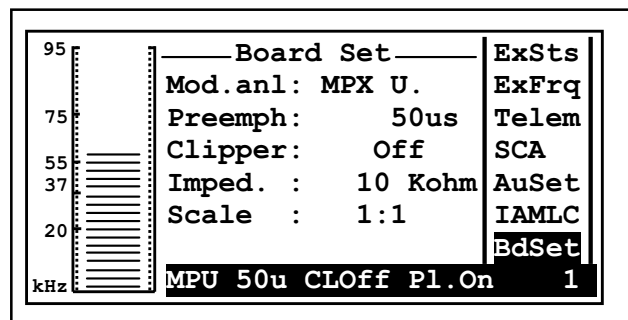 95
75
55
37
20
kHz
Board Set
Mod.anl: MPX U.
Preemph: 50us
Clipper: Off
Imped. : 10 Kohm
Scale : 1:1
ExSts
ExFrq
Telem
SCA
AuSet
IAMLC
BdSet
MPU 50u CLOff Pl.On 1